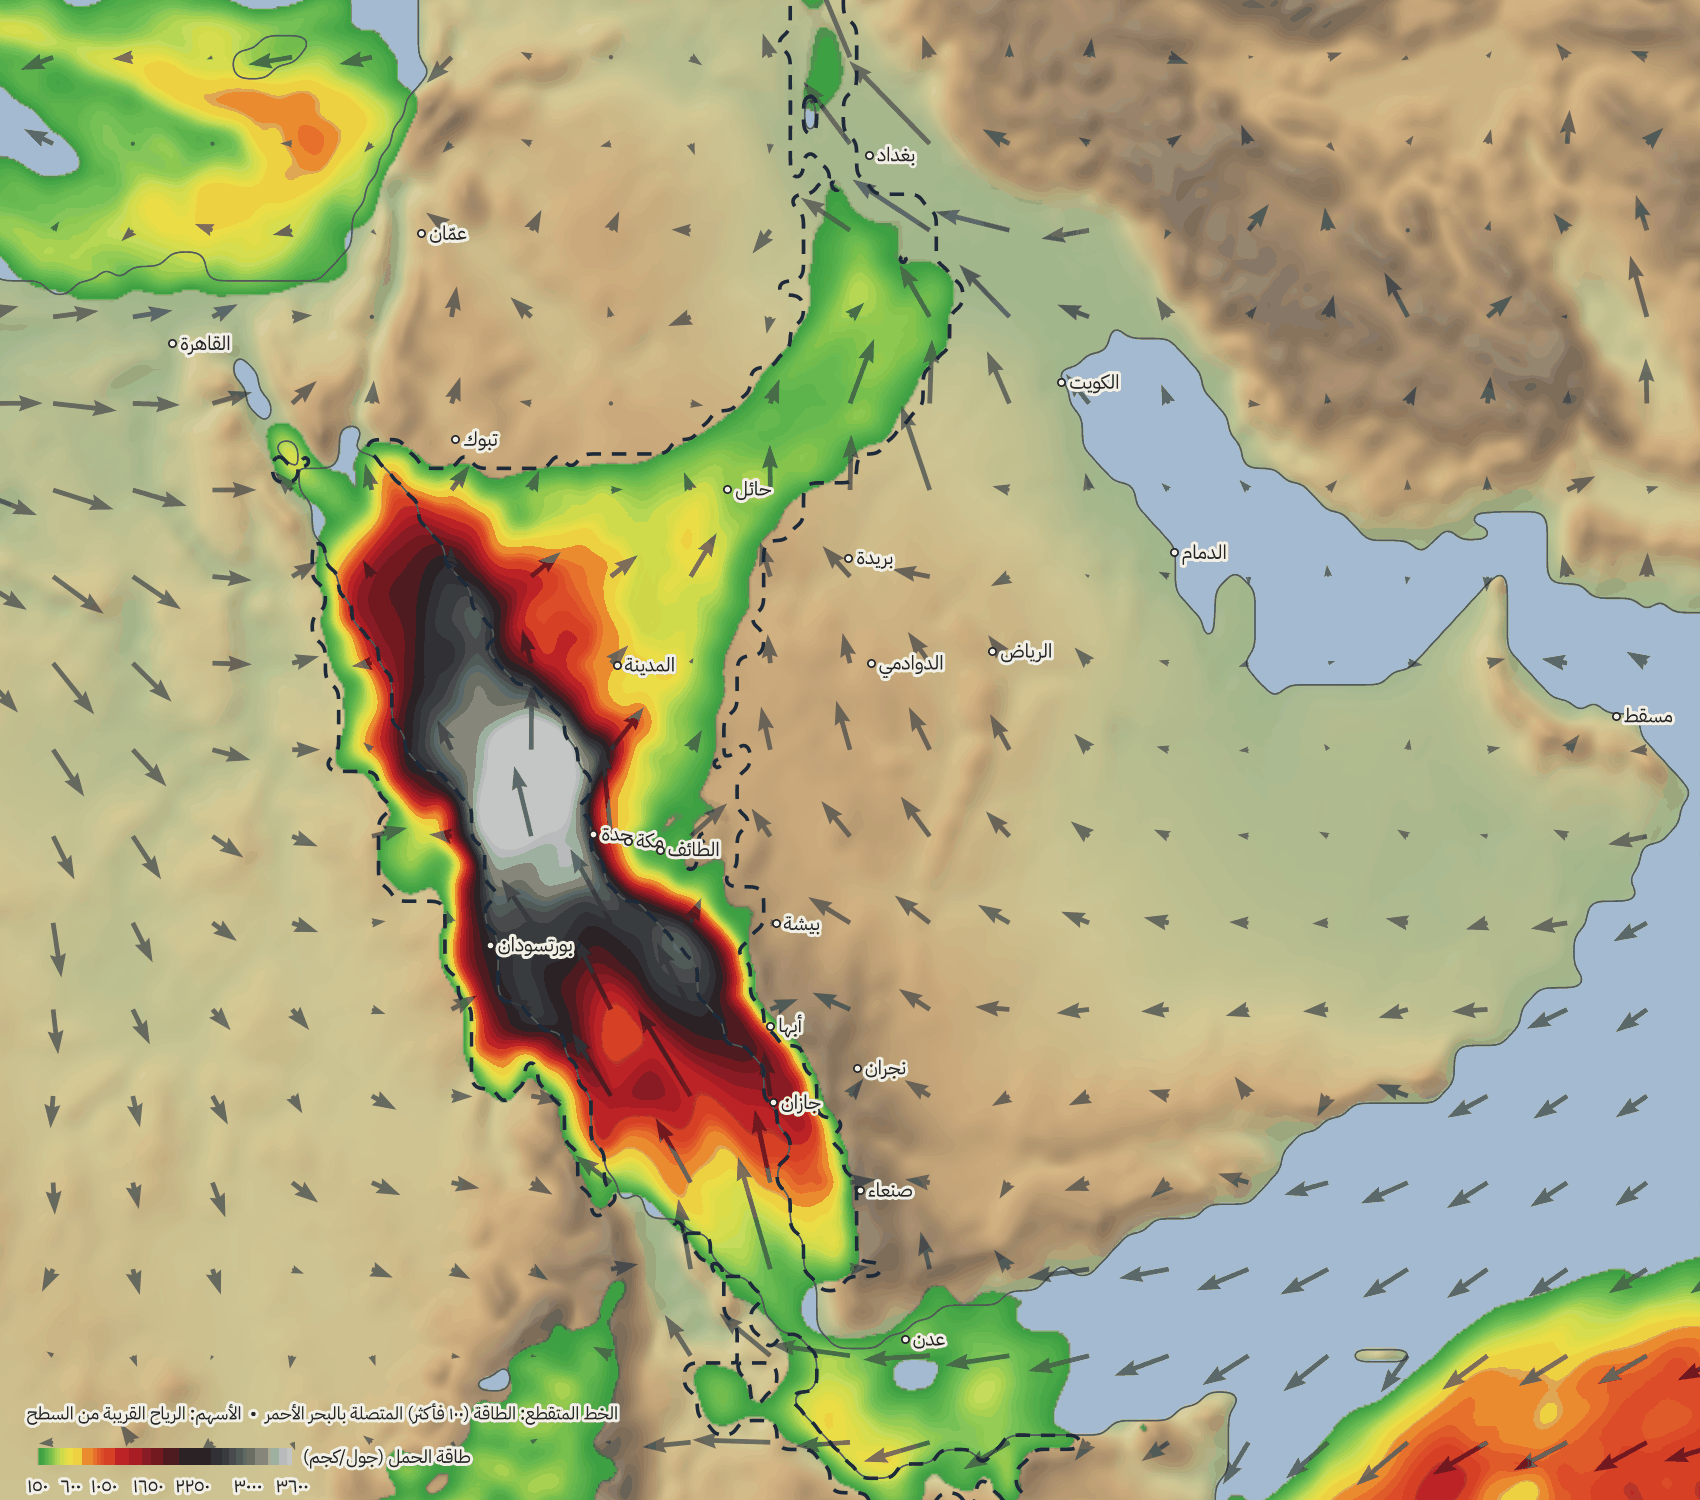 بغداد
عمّان
القاهرة
الكويت
تبوك
حائل
بريدة
الدمام
المدينة
الدوادمي
الرياض
مسقط
جدة
مكة
الطائف
بيشة
بورتسودان
أبها
نجران
جازان
صنعاء
عدن
الخط المتقطع: الطاقة (١٠٠ فأكثر) المتصلة بالبحر الأحمر • الأسهم: الرياح القريبة من السطح
طاقة الحمل (جول/كجم)
١٥٠ ٦٠٠ ١٠٥٠ ١٦٥٠ ٢٢٥٠ ٣٠٠٠ ٣٦٠٠